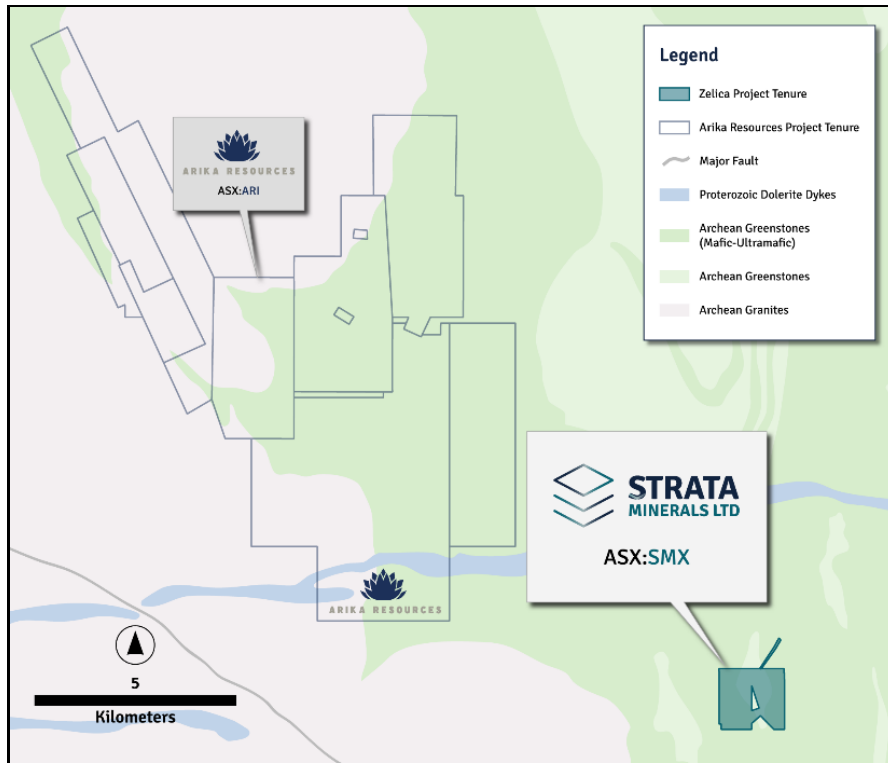 Legend
Zelica Project Tenure
Arika Resources Project Tenure
Major Fault
Proterozoic Dolerite Dykes
Archean Greenstones
(Mafic-Ultramafic)
Archean Greenstones
Archean Granites
ARIKA RESOURCES
ASX:ARI
STRATA
MINERALS LTD
ASX:SMX
ARIKA RESOURCES
5
Kilometers